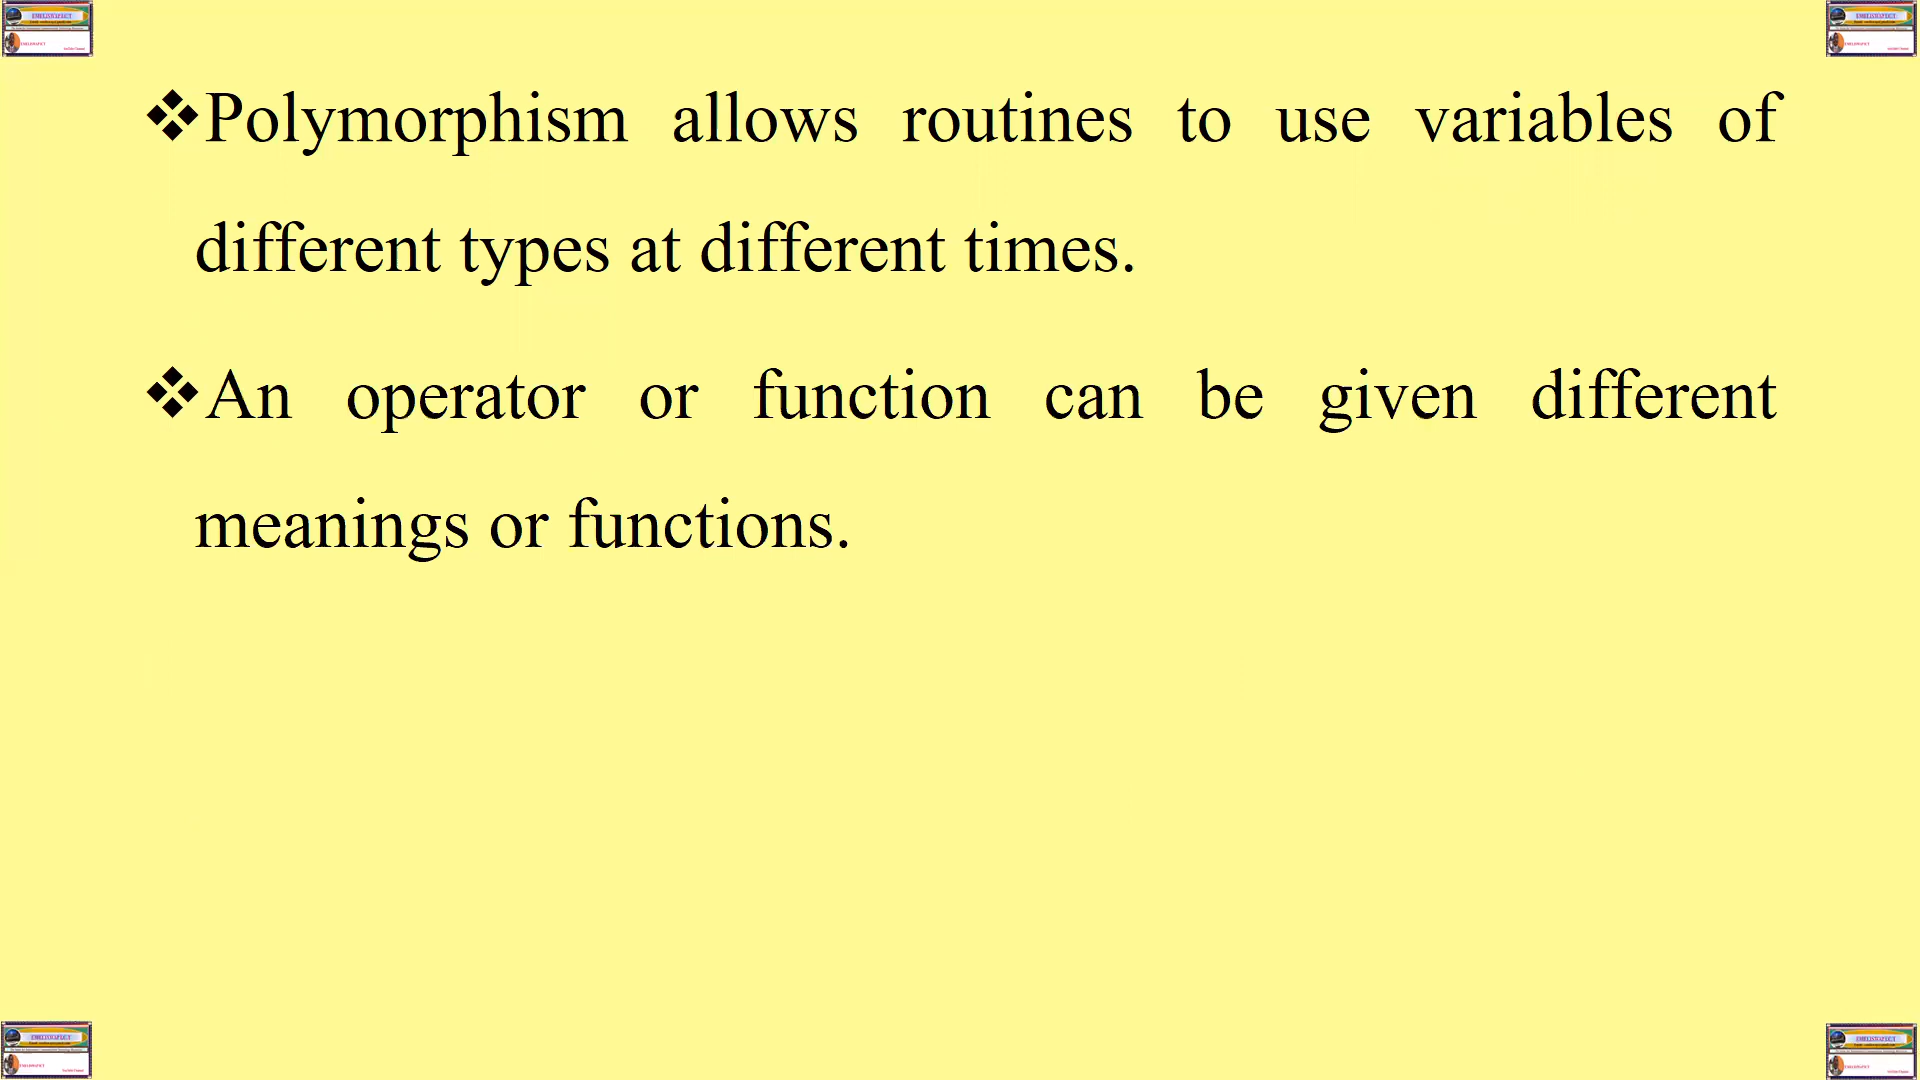 ❖Polymorphism allows routines to use variables of
different types at different times.
❖An operator or function can be given different
meanings or functions.